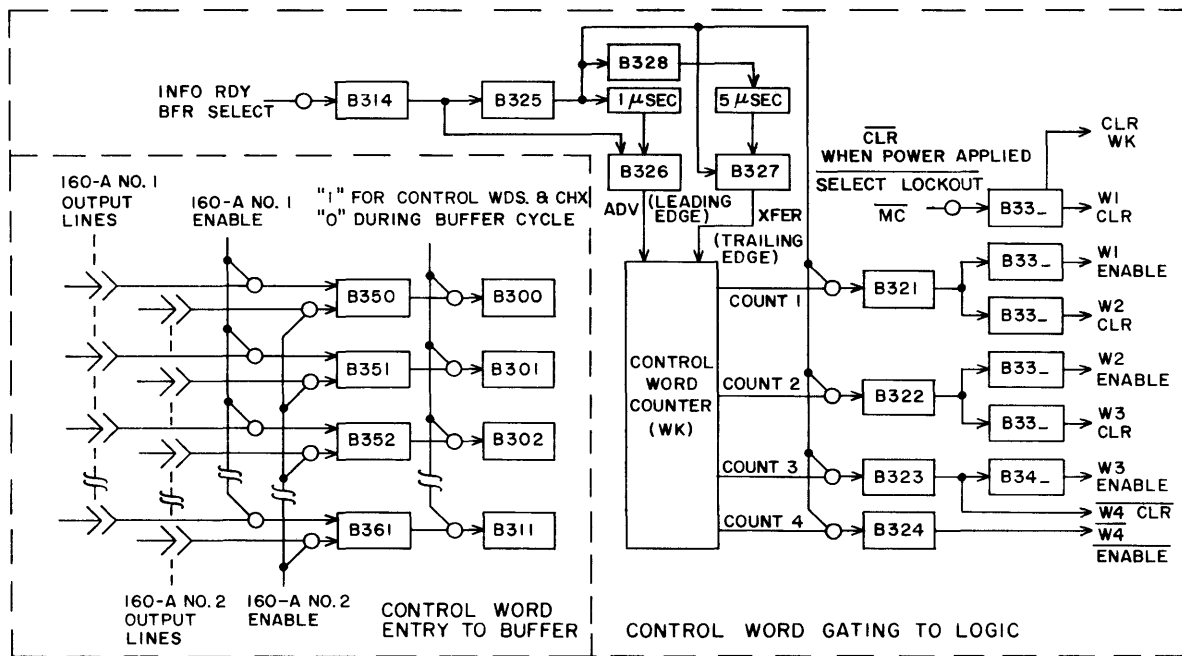 INFO RDY
BFR SELECT
B314
B325
B328
1 μSEC
5 μSEC
B326
B327
ADV
(LEADING
EDGE)
XFER
(TRAILING
EDGE)
CLR
WHEN POWER APPLIED
SELECT LOCKOUT
MC
B33_
CLR
WK
W1
CLR
160-A NO. 1
OUTPUT
LINES
160-A NO. 1
ENABLE
"1" FOR CONTROL WDS. & CHX
"0" DURING BUFFER CYCLE
B350
B300
B351
B301
B352
B302
B361
B311
160-A NO. 2
OUTPUT
LINES
160-A NO. 2
ENABLE
CONTROL WORD
ENTRY TO BUFFER
CONTROL
WORD
COUNTER
(WK)
COUNT 1
B321
B33_
W1
ENABLE
B33_
W2
CLR
COUNT 2
B322
B33_
W2
ENABLE
B33_
W3
CLR
COUNT 3
B323
B34_
W3
ENABLE
W4 CLR
COUNT 4
B324
W4
ENABLE
CONTROL WORD GATING TO LOGIC